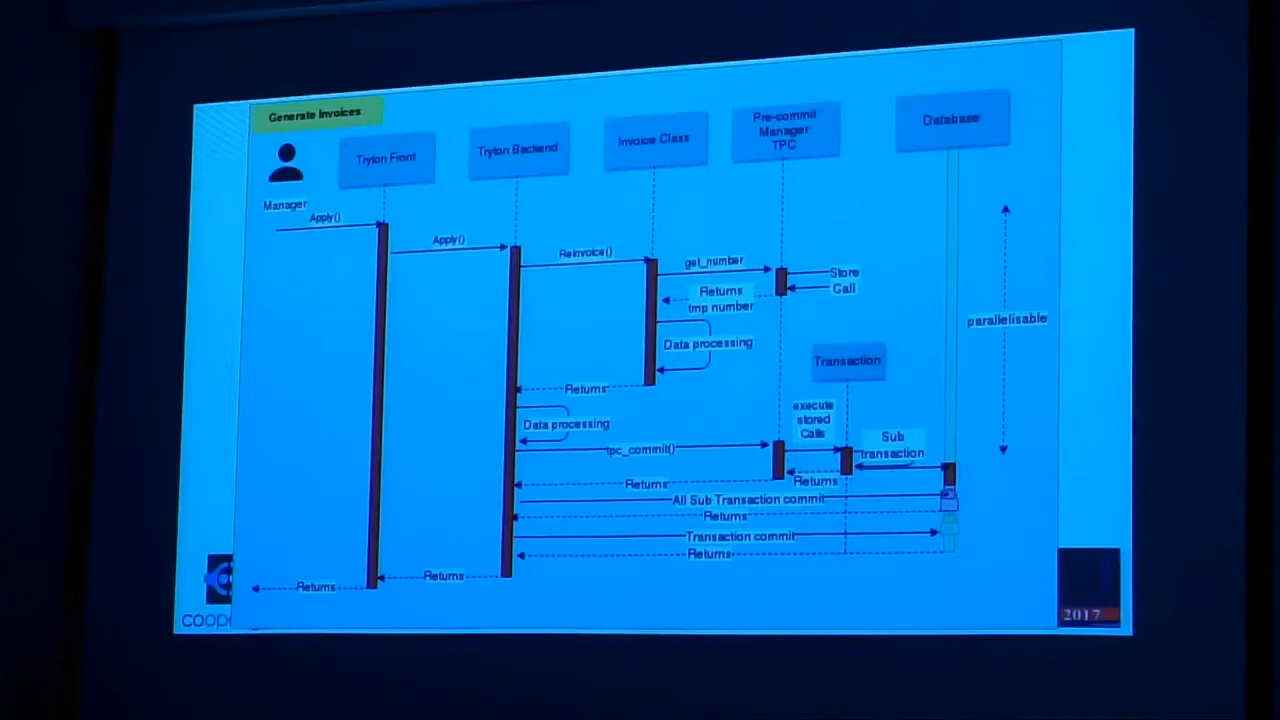 Generate Invoices
Tryton Front
Tryton Backend
Invoice Class
Pre-commit
Manager
TPC
Database
Manager
Apply()
Apply()
Reinvoice()
get_number
Store
Call
Returns
tmp number
parallelisable
Data processing
Transaction
Returns
execute
stored
Calls
Data processing
Sub
transaction
tpc_commit()
Returns
Returns
All Sub Transaction commit
Returns
Transaction commit
Returns
Returns
Returns
2017